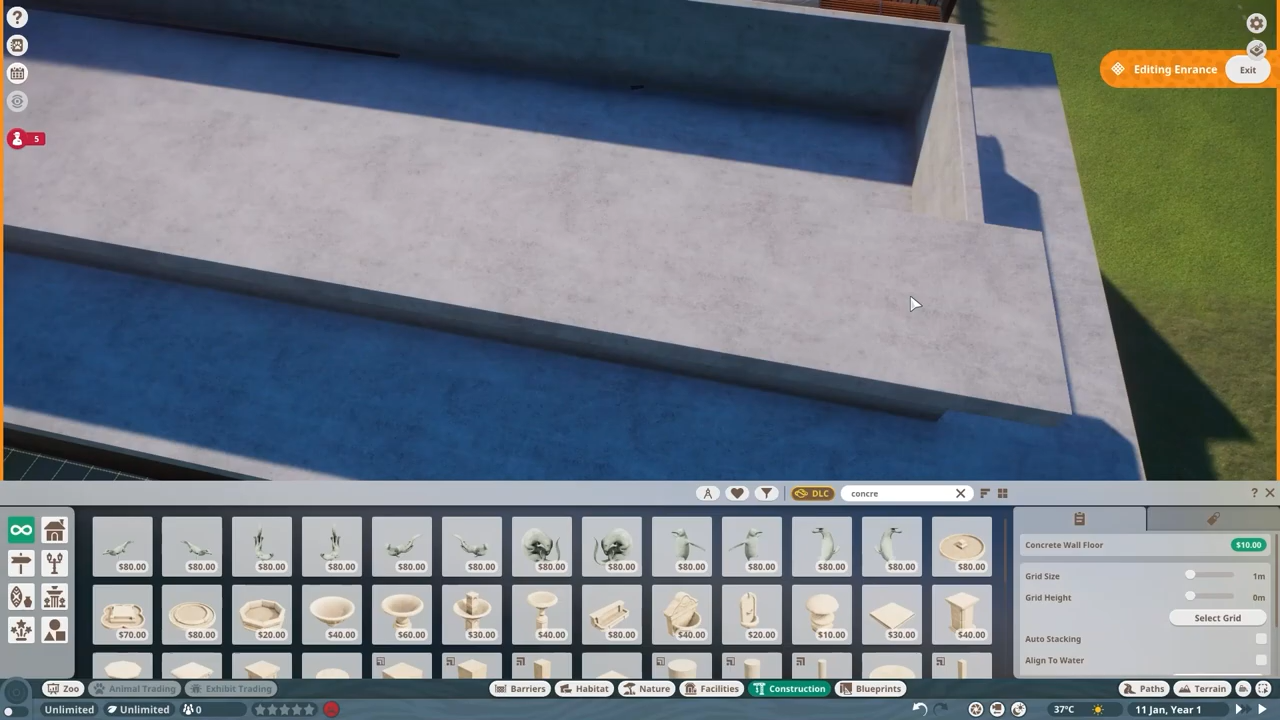 ?
Editing Enrance Exit
5
DLC concre
?
$80.00 $80.00 $80.00 $80.00 $80.00 $80.00 $80.00 $80.00 $80.00 $80.00 $80.00 $80.00 $80.00
Concrete Wall Floor $10.00
Grid Size 1m
Grid Height 0m
$70.00 $80.00 $20.00 $40.00 $60.00 $30.00 $40.00 $80.00 $40.00 $20.00 $10.00 $30.00 $40.00
Select Grid
Auto Stacking
Align To Water
Zoo Animal Trading Exhibit Trading Barriers Habitat Nature Facilities Construction Blueprints Paths Terrain
Unlimited Unlimited 0 37°C 11 Jan, Year 1